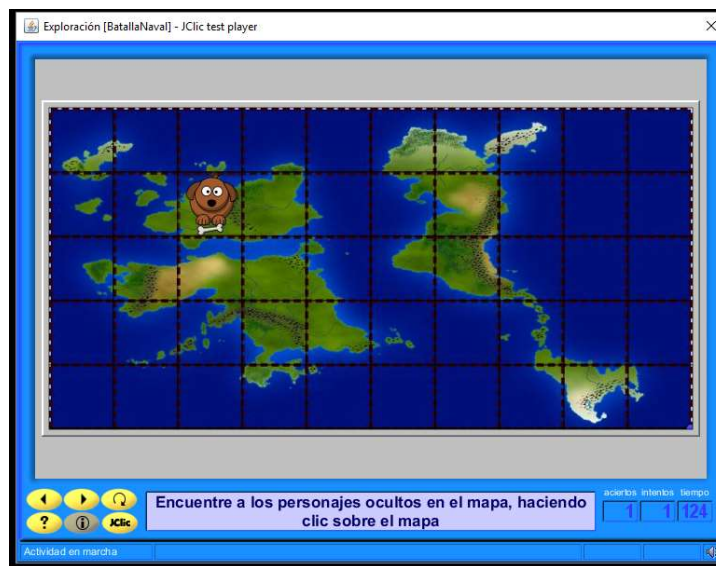 Exploración [BatallaNaval] - JClic test player
Encuentre a los personajes ocultos en el mapa, haciendo
clic sobre el mapa
aciertos intentos tiempo
1 1 124
? i JClic
Actividad en marcha